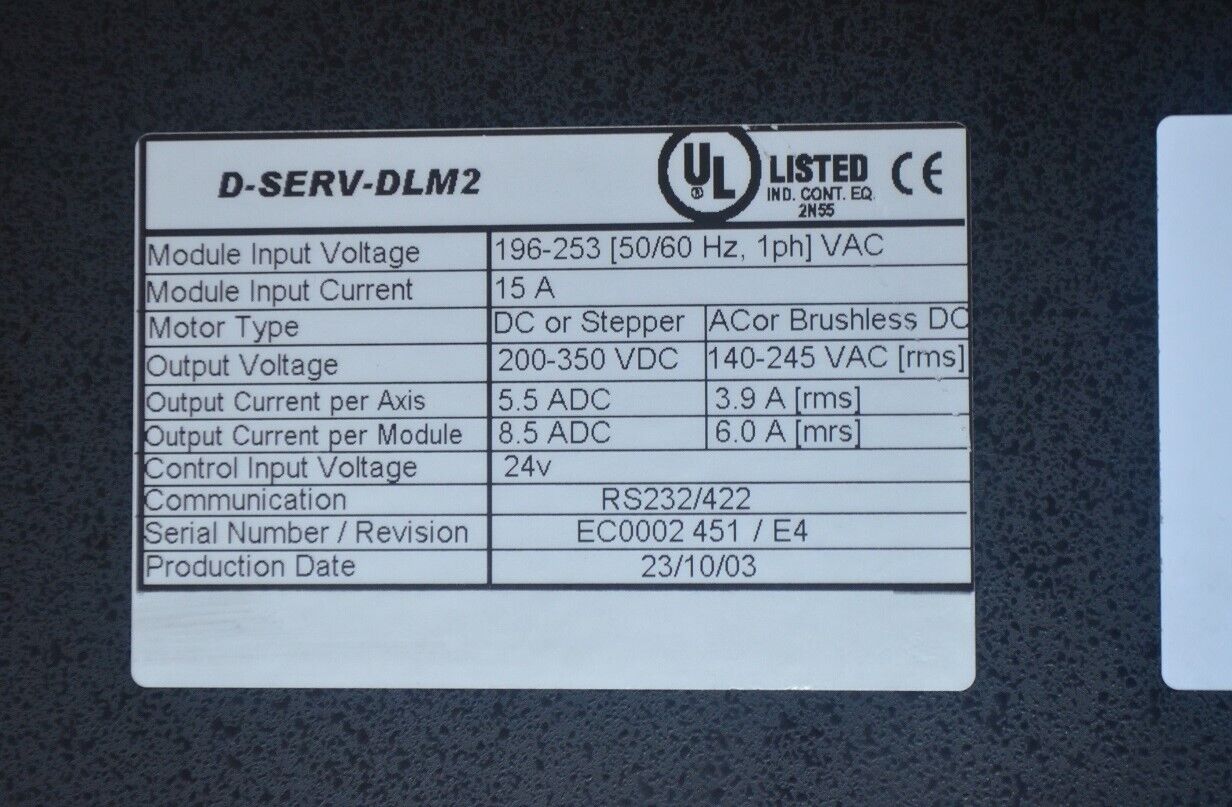 D-SERV-DLM2
UL ® LISTED CE
IND. CONT. EQ.
2N55
Module Input Voltage 196-253 [50/60 Hz, 1ph] VAC
Module Input Current 15 A
Motor Type DC or Stepper ACor Brushless DC
Output Voltage 200-350 VDC 140-245 VAC [rms]
Output Current per Axis 5.5 ADC 3.9 A [rms]
Output Current per Module 8.5 ADC 6.0 A [mrs]
Control Input Voltage 24v
Communication RS232/422
Serial Number / Revision EC0002 451 / E4
Production Date 23/10/03